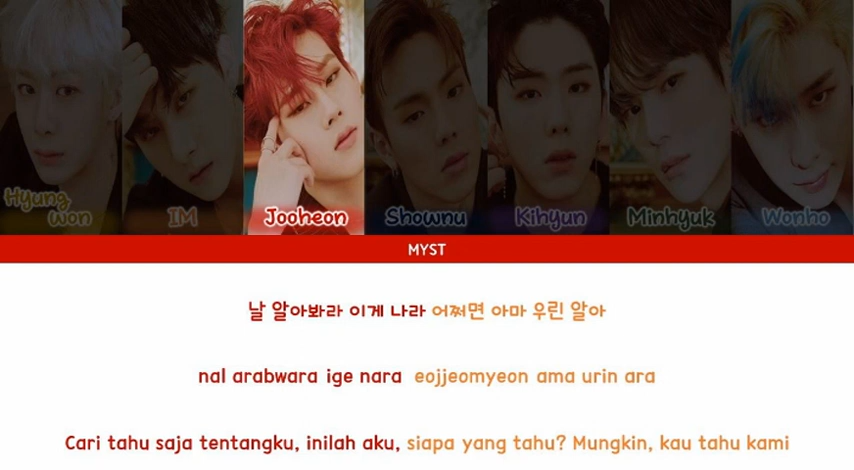 Hyung won IM Jooheon Shownu Kihyun Minhyuk Wonho
MYST
날 알아봐라 이게 나라 어쩌면 아마 우린 알아
nal arabwara ige nara eojjeomyeon ama urin ara
Cari tahu saja tentangku, inilah aku, siapa yang tahu? Mungkin, kau tahu kami